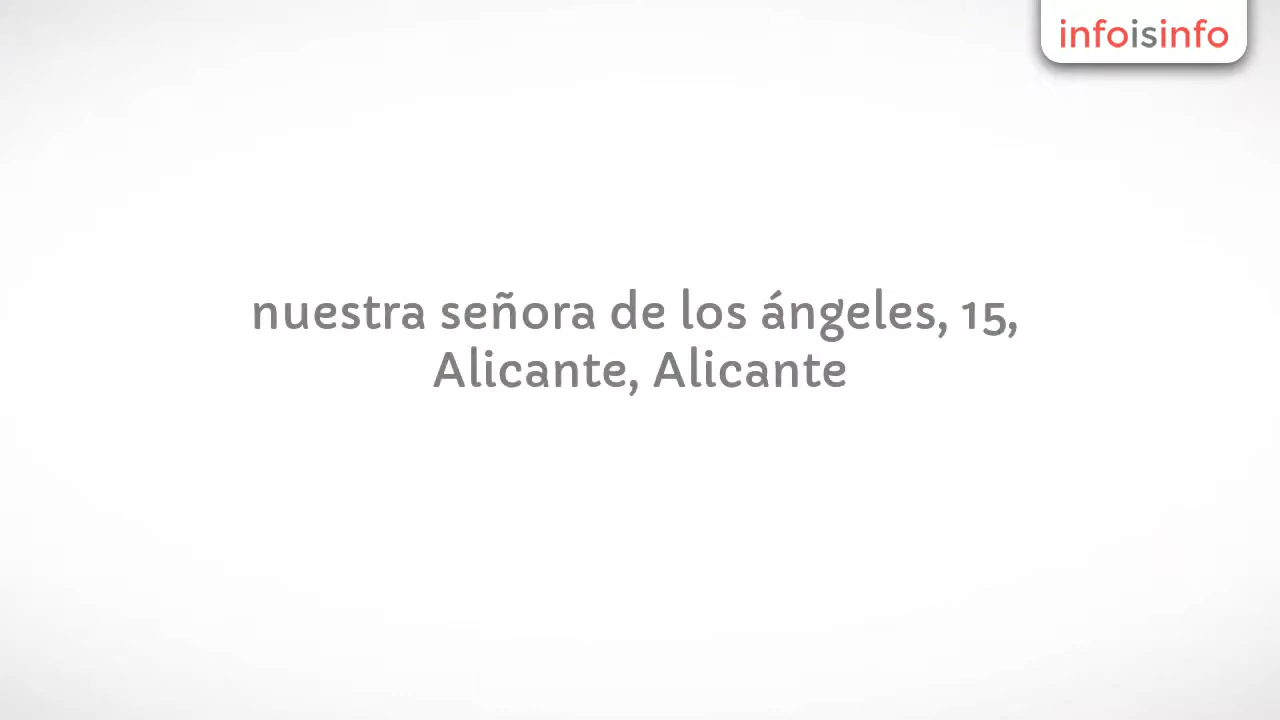 infoisinfo
nuestra señora de los ángeles, 15,
Alicante, Alicante